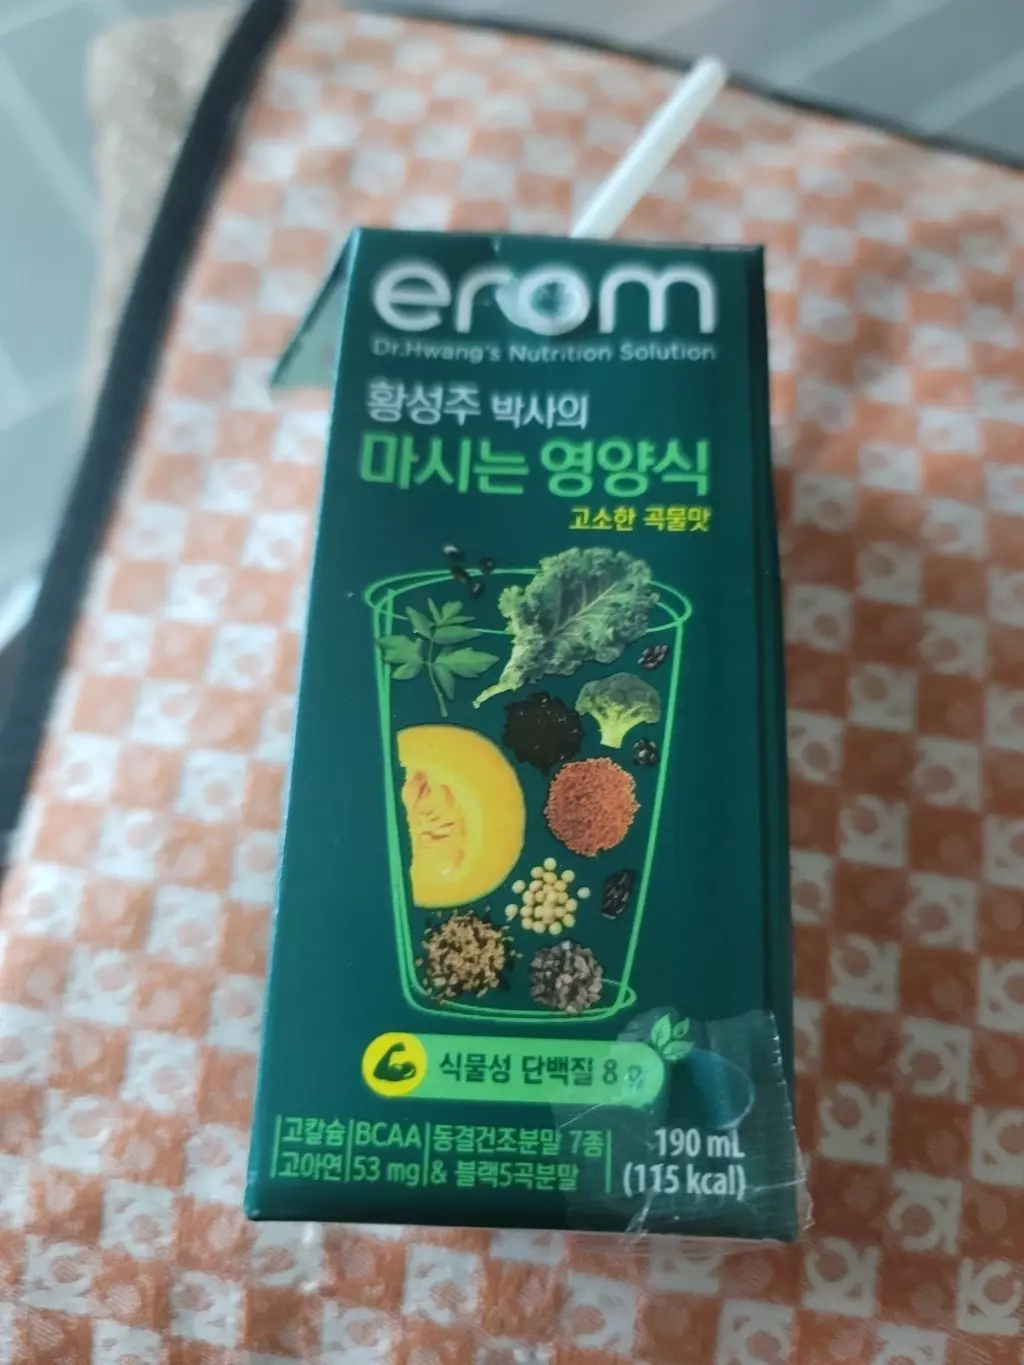 erom
Dr.Hwang's Nutrition Solution
황성주 박사의
마시는 영양식
고소한 곡물맛
식물성 단백질 8 g
고칼슘 BCAA 동결건조분말 7종 190 mL
고아연 53 mg & 블랙5곡분말 (115 kcal)